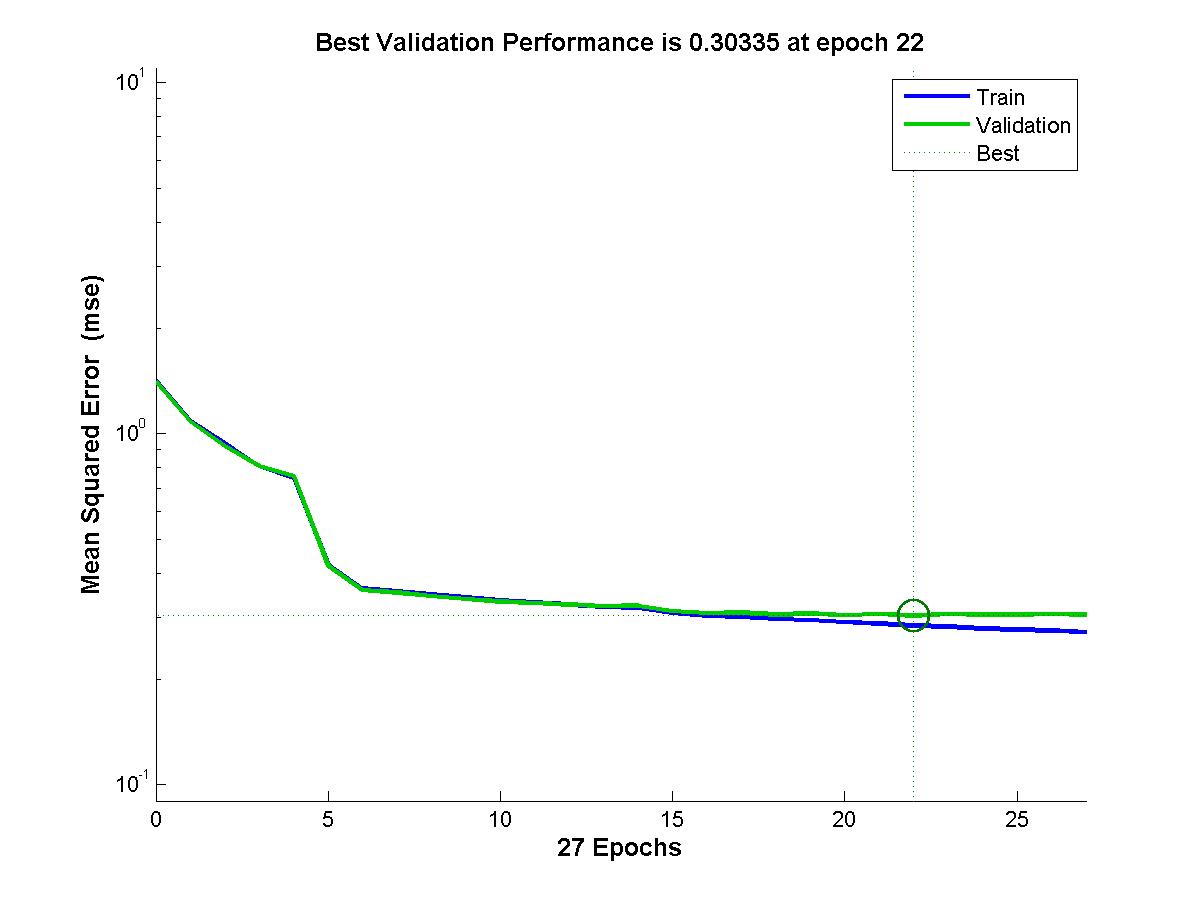 Best Validation Performance is 0.30335 at epoch 22
Train
Validation
Best
Mean Squared Error (mse)
10^1
10^0
10^-1
0 5 10 15 20 25
27 Epochs